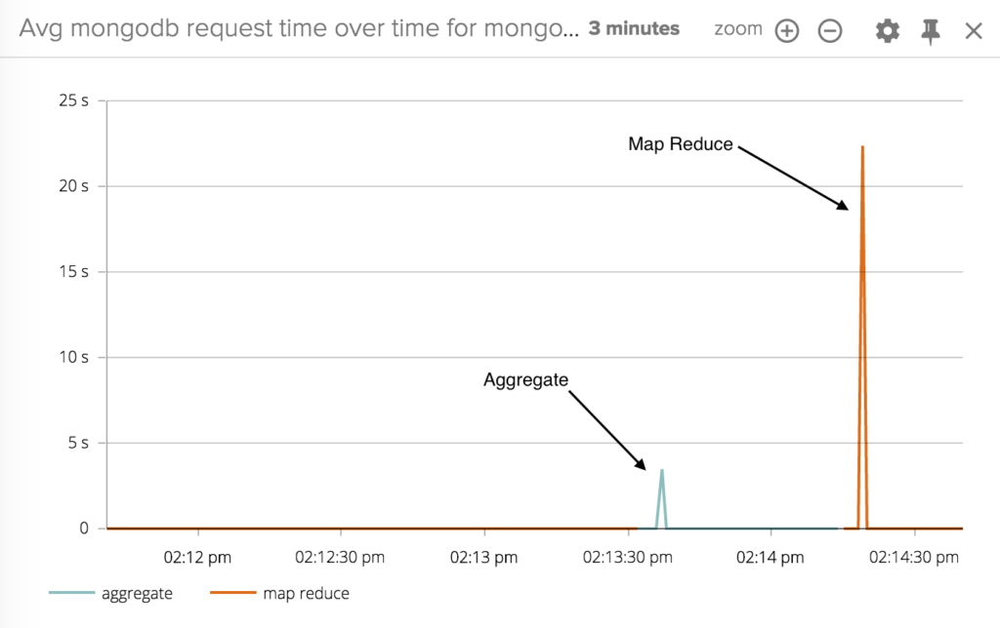 Avg mongodb request time over time for mongo... 3 minutes zoom
25 s
Map Reduce
20 s
15 s
10 s
Aggregate
5 s
0
02:12 pm 02:12:30 pm 02:13 pm 02:13:30 pm 02:14 pm 02:14:30 pm
aggregate map reduce